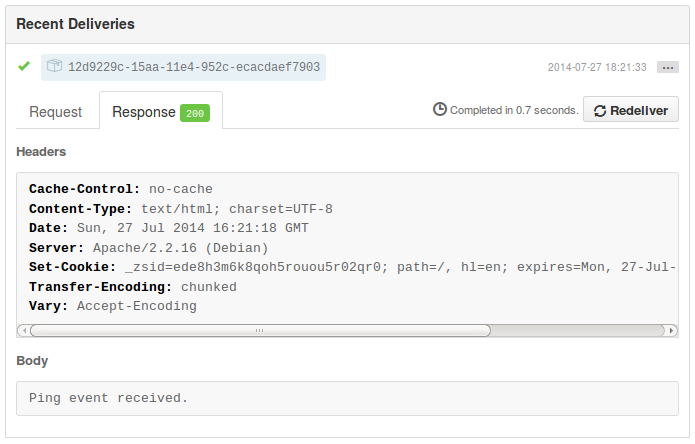 Recent Deliveries
12d9229c-15aa-11e4-952c-ecacdaef7903 2014-07-27 18:21:33 ...
Request Response 200 Completed in 0.7 seconds. Redeliver
Headers
Cache-Control: no-cache
Content-Type: text/html; charset=UTF-8
Date: Sun, 27 Jul 2014 16:21:18 GMT
Server: Apache/2.2.16 (Debian)
Set-Cookie: _zsid=ede8h3m6k8qoh5rouou5r02qr0; path=/, hl=en; expires=Mon, 27-Jul-
Transfer-Encoding: chunked
Vary: Accept-Encoding
Body
Ping event received.